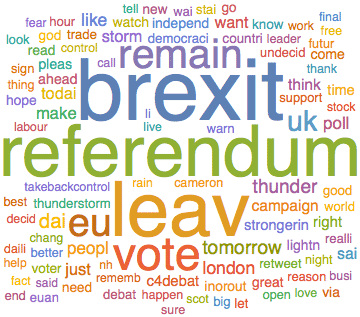 tell new wai stai go
fear hour like watch independ want know work final
look god trade storm democraci countri leader free
read control remain undecid come futur
sign pleas call think thank
thing ahead todai brexit support time
hope make uk poll stock
labour li live warn
referendum
takebackcontrol rain cameron thunder good
best thunderstorm leav campaign world
decid dai eu strongerin right
chang peopl vote tomorrow lightn realli
daili better london retweet night sai
help voter just nh c4debat inorout great reason busi
fact said need rememb big open love via
end euan debat happen scot let
sure